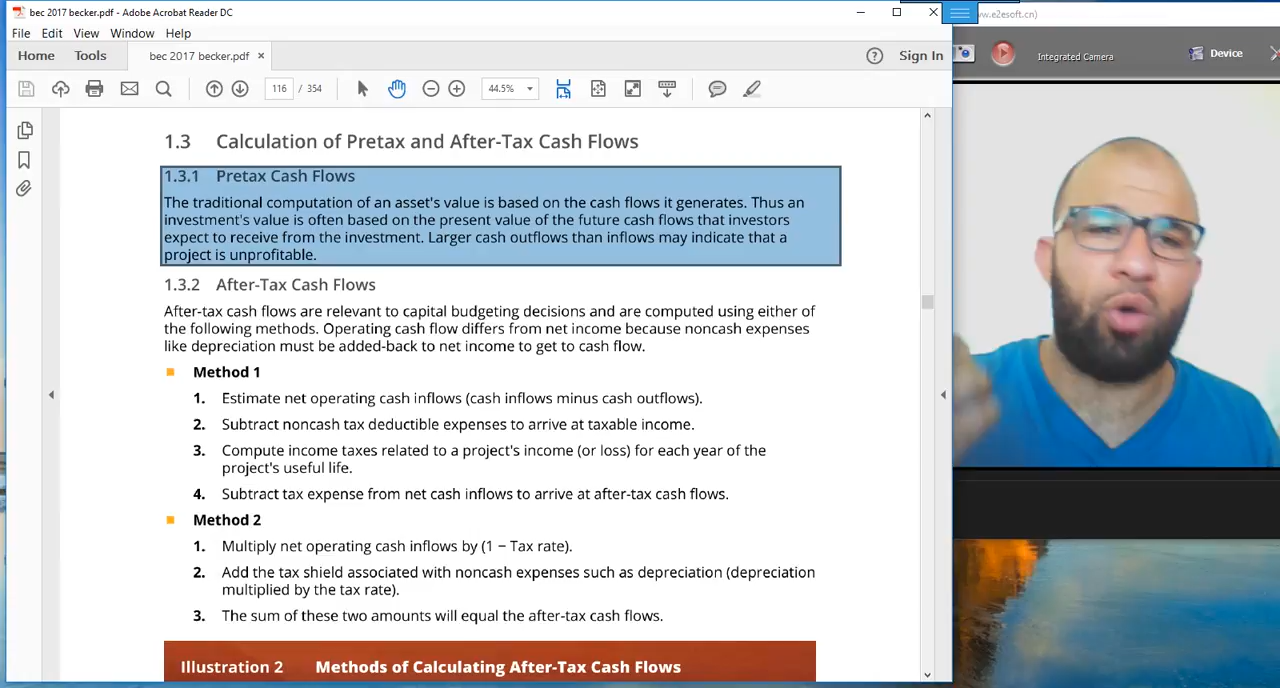 bec 2017 becker.pdf - Adobe Acrobat Reader DC
File Edit View Window Help
Home Tools bec 2017 becker.pdf × Sign In
116 / 354 44.5%
1.3 Calculation of Pretax and After-Tax Cash Flows
1.3.1 Pretax Cash Flows
The traditional computation of an asset's value is based on the cash flows it generates. Thus an
investment's value is often based on the present value of the future cash flows that investors
expect to receive from the investment. Larger cash outflows than inflows may indicate that a
project is unprofitable.
1.3.2 After-Tax Cash Flows
After-tax cash flows are relevant to capital budgeting decisions and are computed using either of
the following methods. Operating cash flow differs from net income because noncash expenses
like depreciation must be added-back to net income to get to cash flow.
Method 1
1. Estimate net operating cash inflows (cash inflows minus cash outflows).
2. Subtract noncash tax deductible expenses to arrive at taxable income.
3. Compute income taxes related to a project's income (or loss) for each year of the
project's useful life.
4. Subtract tax expense from net cash inflows to arrive at after-tax cash flows.
Method 2
1. Multiply net operating cash inflows by (1 − Tax rate).
2. Add the tax shield associated with noncash expenses such as depreciation (depreciation
multiplied by the tax rate).
3. The sum of these two amounts will equal the after-tax cash flows.
Illustration 2 Methods of Calculating After-Tax Cash Flows
w.e2esoft.cn)
Integrated Camera
Device